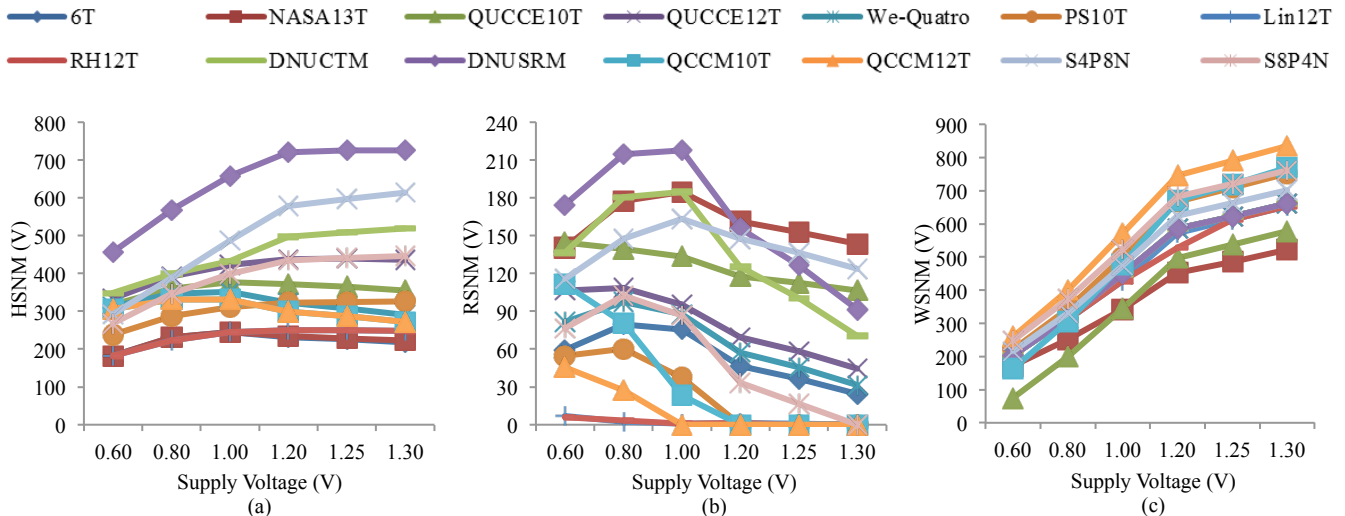 6T NASA13T QUCCE10T QUCCE12T We-Quatro PS10T Lin12T
RH12T DNUCTM DNUSRM QCCM10T QCCM12T S4P8N S8P4N
HSNM (V)
800
700
600
500
400
300
200
100
0
0.60 0.80 1.00 1.20 1.25 1.30
Supply Voltage (V)
(a)
RSNM (V)
240
210
180
150
120
90
60
30
0
0.60 0.80 1.00 1.20 1.25 1.30
Supply Voltage (V)
(b)
WSNM (V)
900
800
700
600
500
400
300
200
100
0
0.60 0.80 1.00 1.20 1.25 1.30
Supply Voltage (V)
(c)